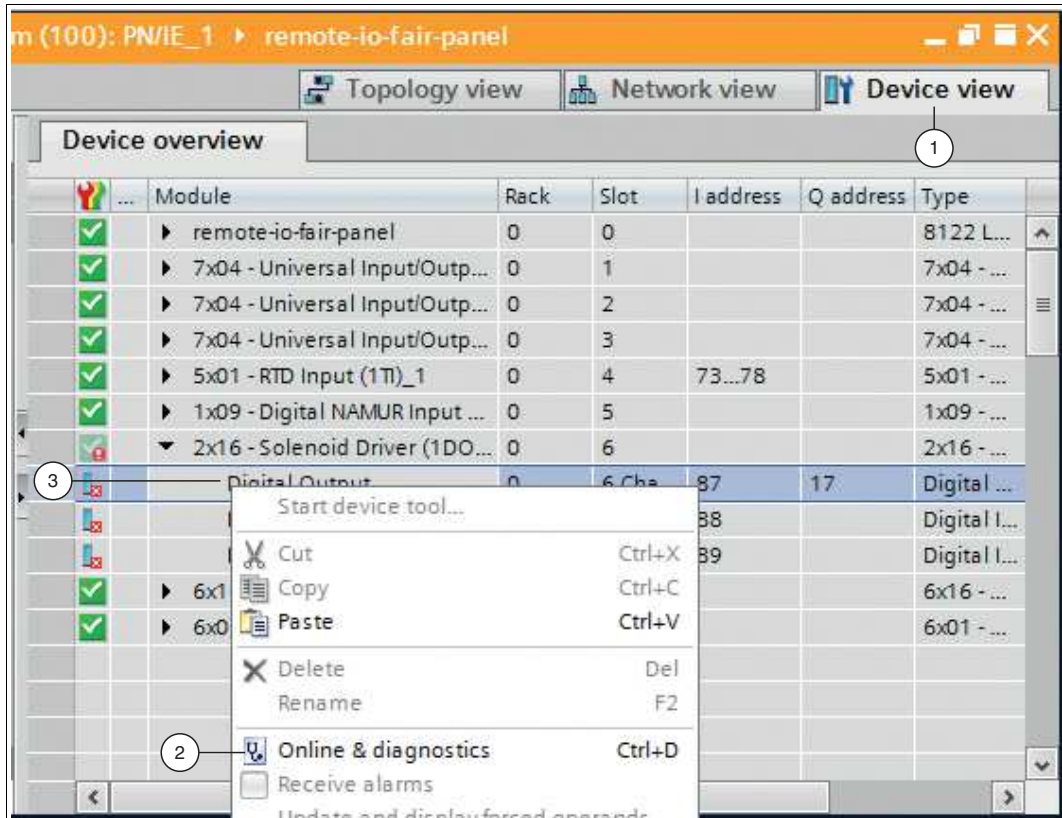 m (100): PN/IE_1 ▸ remote-io-fair-panel
Topology view Network view Device view
1
Device overview
... Module Rack Slot I address Q address Type
remote-io-fair-panel 0 0 8122 L...
7x04 - Universal Input/Outp... 0 1 7x04 - ...
7x04 - Universal Input/Outp... 0 2 7x04 - ...
7x04 - Universal Input/Outp... 0 3 7x04 - ...
5x01 - RTD Input (1TI)_1 0 4 73...78 5x01 - ...
1x09 - Digital NAMUR Input ... 0 5 1x09 - ...
2x16 - Solenoid Driver (1DO... 0 6 2x16 - ...
3 Digital Output 0 6 Cha 87 17 Digital ...
Start device tool... 88 Digital I...
Cut Ctrl+X 89 Digital I...
6x1 Copy Ctrl+C 6x16 - ...
6x0 Paste Ctrl+V 6x01 - ...
Delete Del
Rename F2
2 Online & diagnostics Ctrl+D
Receive alarms
Update and display forced operands